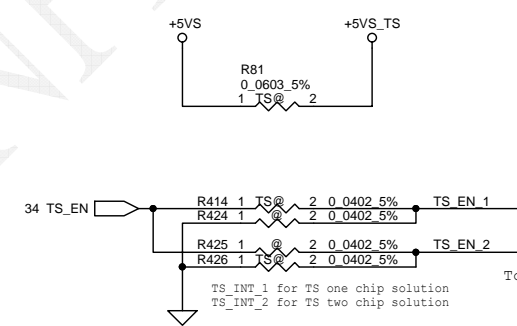 +5VS +5VS_TS
R81
0_0603_5%
1 TS@ 2
R414 1 TS@ 2 0_0402_5% TS_EN_1
34 TS_EN
R424 1 @ 2 0_0402_5%
R425 1 @ 2 0_0402_5% TS_EN_2
R426 1 TS@ 2 0_0402_5%
TS_INT_1 for TS one chip solution
TS_INT_2 for TS two chip solution